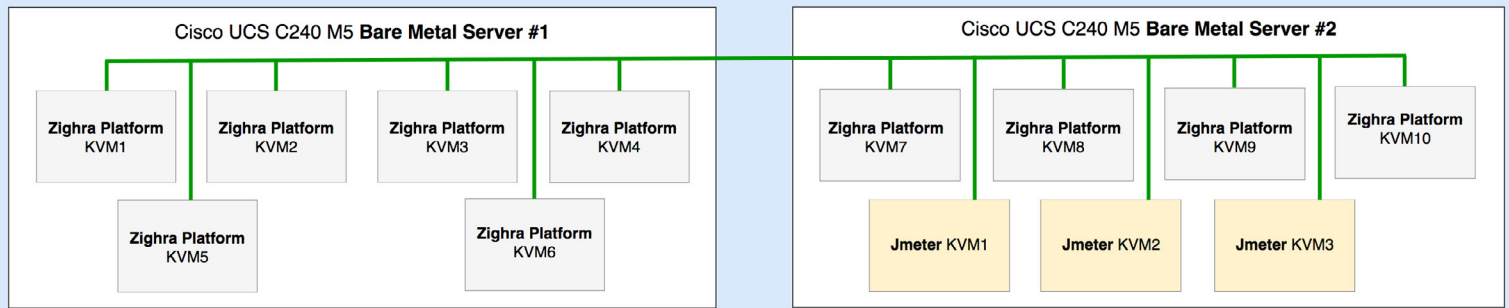 Cisco UCS C240 M5 Bare Metal Server #1
Zighra Platform
KVM1
Zighra Platform
KVM2
Zighra Platform
KVM3
Zighra Platform
KVM4
Zighra Platform
KVM5
Zighra Platform
KVM6
Cisco UCS C240 M5 Bare Metal Server #2
Zighra Platform
KVM7
Zighra Platform
KVM8
Zighra Platform
KVM9
Zighra Platform
KVM10
Jmeter KVM1
Jmeter KVM2
Jmeter KVM3